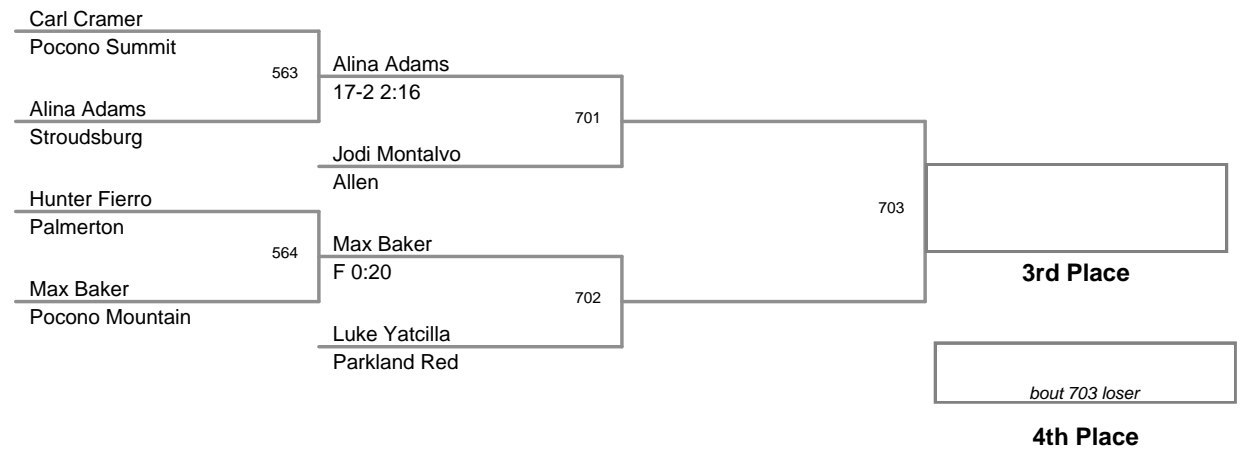 Carl Cramer
Pocono Summit
563
Alina Adams
17-2 2:16
Alina Adams
Stroudsburg
701
Jodi Montalvo
Allen
Hunter Fierro
Palmerton
703
564
Max Baker
F 0:20
3rd Place
Max Baker
Pocono Mountain
702
Luke Yatcilla
Parkland Red
bout 703 loser
4th Place